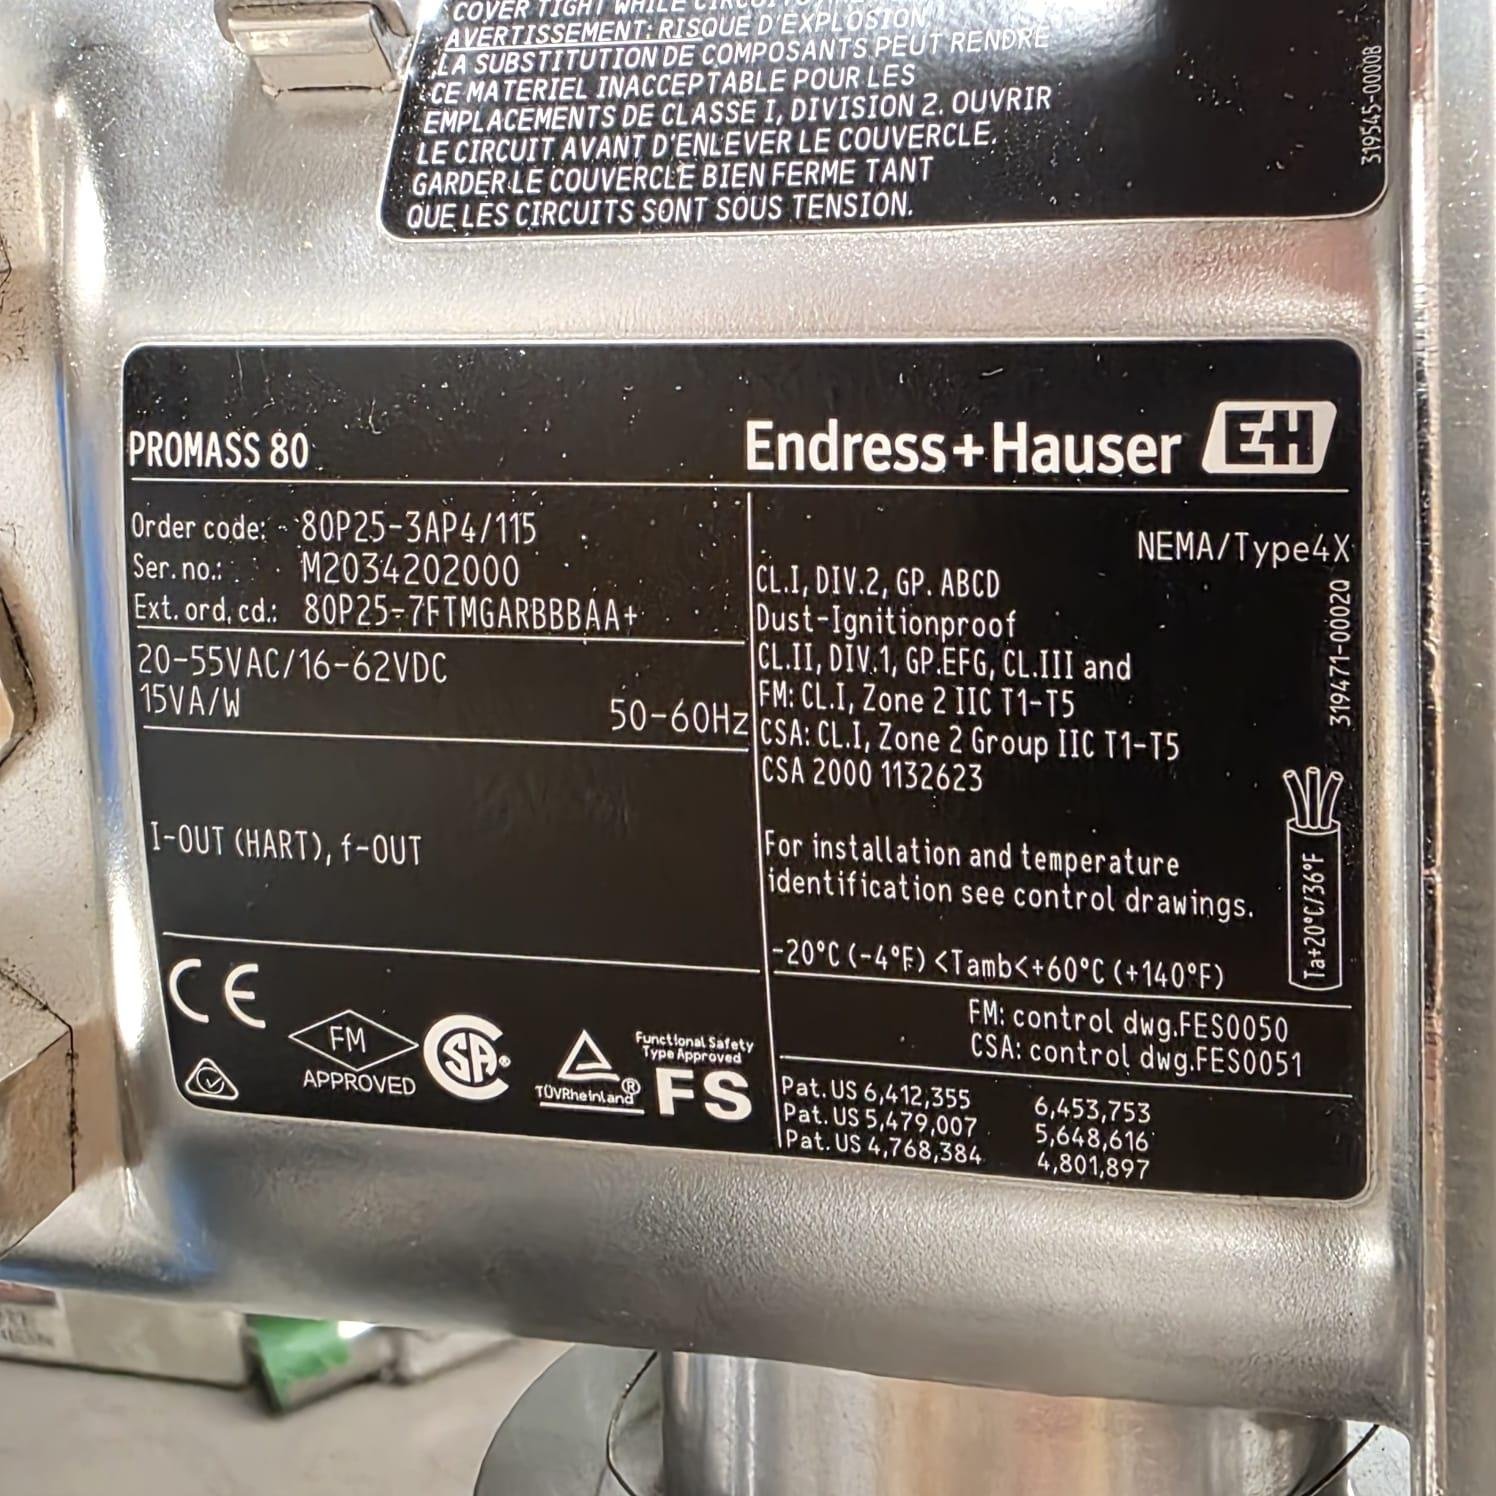 COVER TIGHT WHILE
AVERTISSEMENT: RISQUE D'EXPLOSION,
LA SUBSTITUTION DE COMPOSANTS PEUT RENDRE
CE MATERIEL INACCEPTABLE POUR LES
EMPLACEMENTS DE CLASSE I, DIVISION 2. OUVRIR
LE CIRCUIT AVANT D'ENLEVER LE COUVERCLE.
GARDER LE COUVERCLE BIEN FERME TANT
QUE LES CIRCUITS SONT SOUS TENSION.
319545-0000B
PROMASS 80
Endress+Hauser EH
Order code: 80P25-3AP4/115
Ser. no.: M2034202000
Ext. ord. cd.: 80P25-7FTMGARBBBAA+
20-55VAC/16-62VDC
15VA/W
50-60Hz
I-OUT (HART), f-OUT
NEMA/Type4X
CL.I, DIV.2, GP. ABCD
Dust-Ignitionproof
CL.II, DIV.1, GP.EFG, CL.III and
FM: CL.I, Zone 2 IIC T1-T5
CSA: CL.I, Zone 2 Group IIC T1-T5
CSA 2000 1132623
319471-0002Q
For installation and temperature
identification see control drawings.
Ta+20°C/36°F
-20°C (-4°F) <Tamb<+60°C (+140°F)
FM: control dwg.FES0050
CSA: control dwg.FES0051
Pat. US 6,412,355 6,453,753
Pat. US 5,479,007 5,648,616
Pat. US 4,768,384 4,801,897
CE
FM
APPROVED
SA®
TÜVRheinland®
Functional Safety
Type Approved
FS